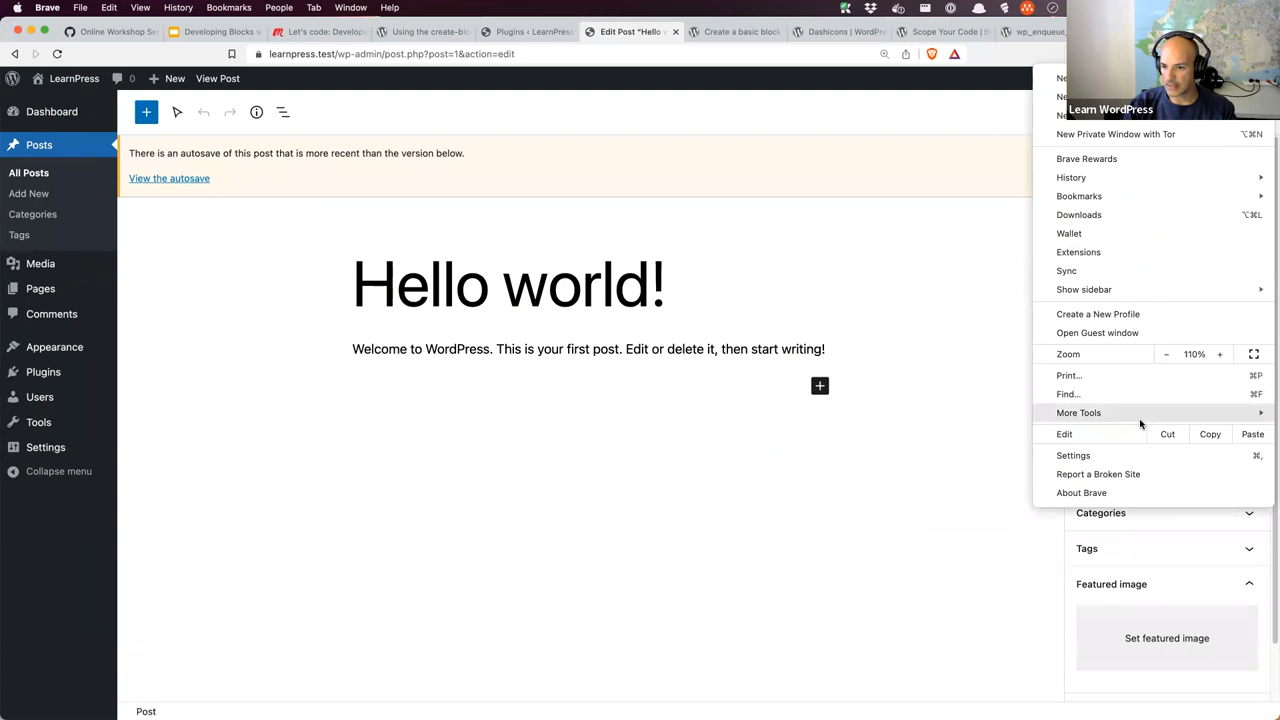 Brave File Edit View History Bookmarks People Tab Window Help
Online Workshop Se
Developing Blocks w
Let's code: Develop
Using the create-blo
Plugins ‹ LearnPress
Edit Post "Hello w
Create a basic block
Dashicons | WordPre
Scope Your Code | B
wp_enqueue_
learnpress.test/wp-admin/post.php?post=1&action=edit
LearnPress 0 New View Post
Dashboard
Posts
All Posts
Add New
Categories
Tags
Media
Pages
Comments
Appearance
Plugins
Users
Tools
Settings
Collapse menu
There is an autosave of this post that is more recent than the version below.
View the autosave
Hello world!
Welcome to WordPress. This is your first post. Edit or delete it, then start writing!
Post
Learn WordPress
Ne
Ne
Ne
New Private Window with Tor ⌥⌘N
Brave Rewards
History
Bookmarks
Downloads ⌥⌘L
Wallet
Extensions
Sync
Show sidebar
Create a New Profile
Open Guest window
Zoom − 110% +
Print... ⌘P
Find... ⌘F
More Tools
Edit Cut Copy Paste
Settings ⌘,
Report a Broken Site
About Brave
Categories
Tags
Featured image
Set featured image